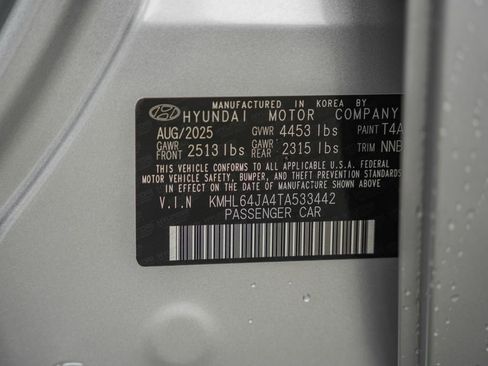 MANUFACTURED IN KOREA BY
HYUNDAI MOTOR COMPANY
AUG/2025 GVWR 4453 lbs PAINT T4A
GAWR FRONT 2513 lbs GAWR REAR 2315 lbs TRIM NNB
THIS VEHICLE CONFORMS TO ALL APPLICABLE U.S.A. FEDERAL
MOTOR VEHICLE SAFETY, BUMPER, AND THEFT PREVENTION
STANDARDS IN EFFECT ON THE DATE OF MANUFACTURE
SHOWN ABOVE.
V.I.N KMHL64JA4TA533442
PASSENGER CAR